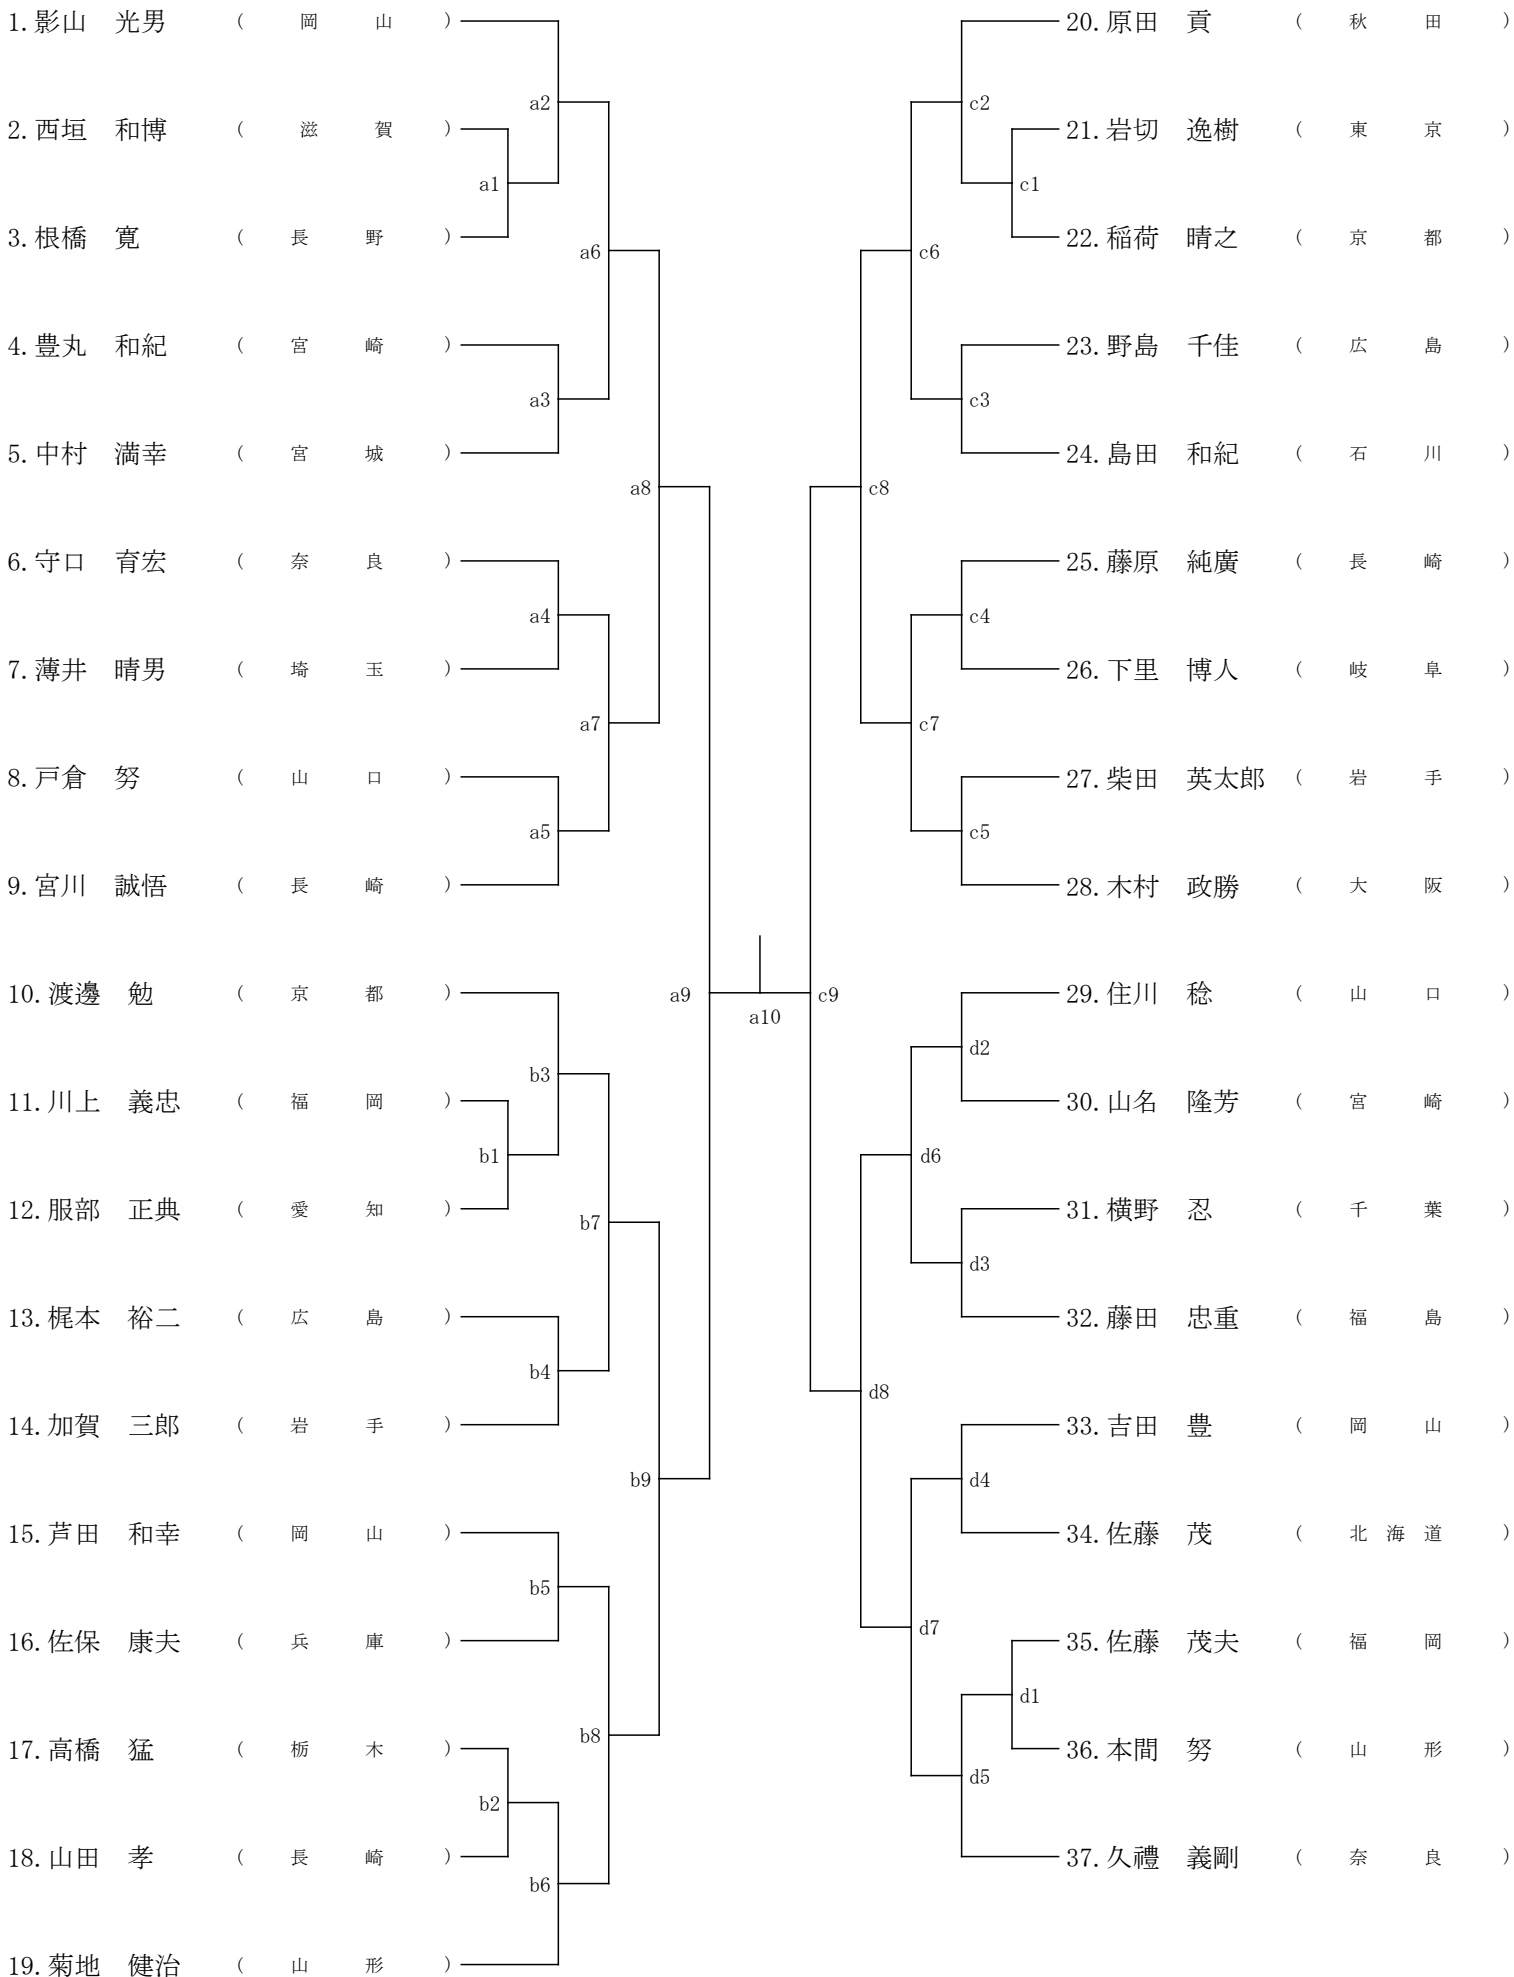 1.影山　光男　(　岡　山　)
a2
2.西垣　和博　(　滋　賀　)
a1
3.根橋　寛　(　長　野　)
a6
4.豊丸　和紀　(　宮　崎　)
a3
5.中村　満幸　(　宮　城　)
a8
6.守口　育宏　(　奈　良　)
a4
7.薄井　晴男　(　埼　玉　)
a7
8.戸倉　努　(　山　口　)
a5
9.宮川　誠悟　(　長　崎　)
10.渡邊　勉　(　京　都　)
a9
a10
b3
11.川上　義忠　(　福　岡　)
b1
12.服部　正典　(　愛　知　)
b7
13.梶本　裕二　(　広　島　)
b4
14.加賀　三郎　(　岩　手　)
b9
15.芦田　和幸　(　岡　山　)
b5
16.佐保　康夫　(　兵　庫　)
b8
17.高橋　猛　(　栃　木　)
b2
18.山田　孝　(　長　崎　)
b6
19.菊地　健治　(　山　形　)
20.原田　貢　(　秋　田　)
c2
21.岩切　逸樹　(　東　京　)
c1
22.稲荷　晴之　(　京　都　)
c6
23.野島　千佳　(　広　島　)
c3
24.島田　和紀　(　石　川　)
c8
25.藤原　純廣　(　長　崎　)
c4
26.下里　博人　(　岐　阜　)
c7
27.柴田　英太郎　(　岩　手　)
c5
28.木村　政勝　(　大　阪　)
c9
29.住川　稔　(　山　口　)
d2
30.山名　隆芳　(　宮　崎　)
d6
31.横野　忍　(　千　葉　)
d3
32.藤田　忠重　(　福　島　)
d8
33.吉田　豊　(　岡　山　)
d4
34.佐藤　茂　(　北　海　道　)
d7
35.佐藤　茂夫　(　福　岡　)
d1
36.本間　努　(　山　形　)
d5
37.久禮　義剛　(　奈　良　)